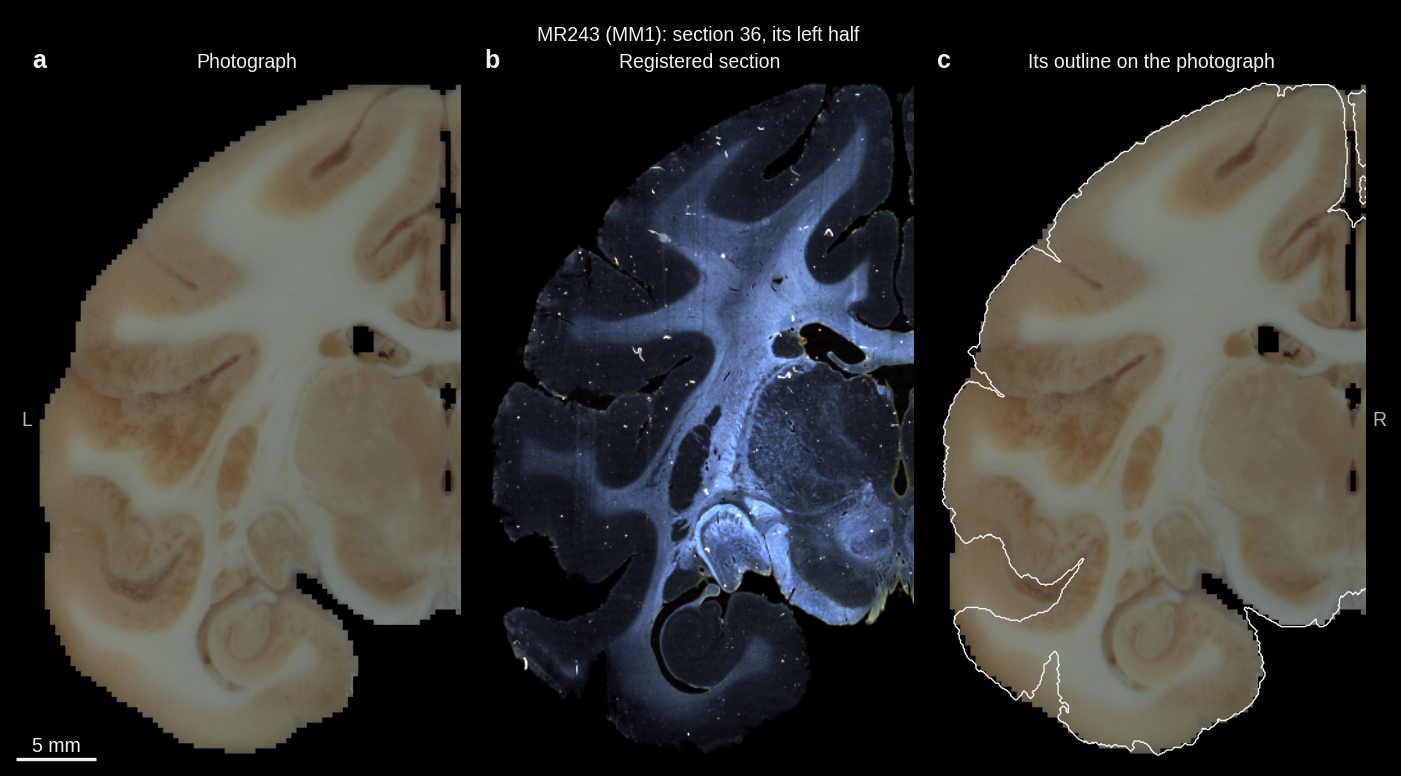 MR243 (MM1): section 36, its left half
a Photograph
b Registered section
c Its outline on the photograph
L
R
5 mm